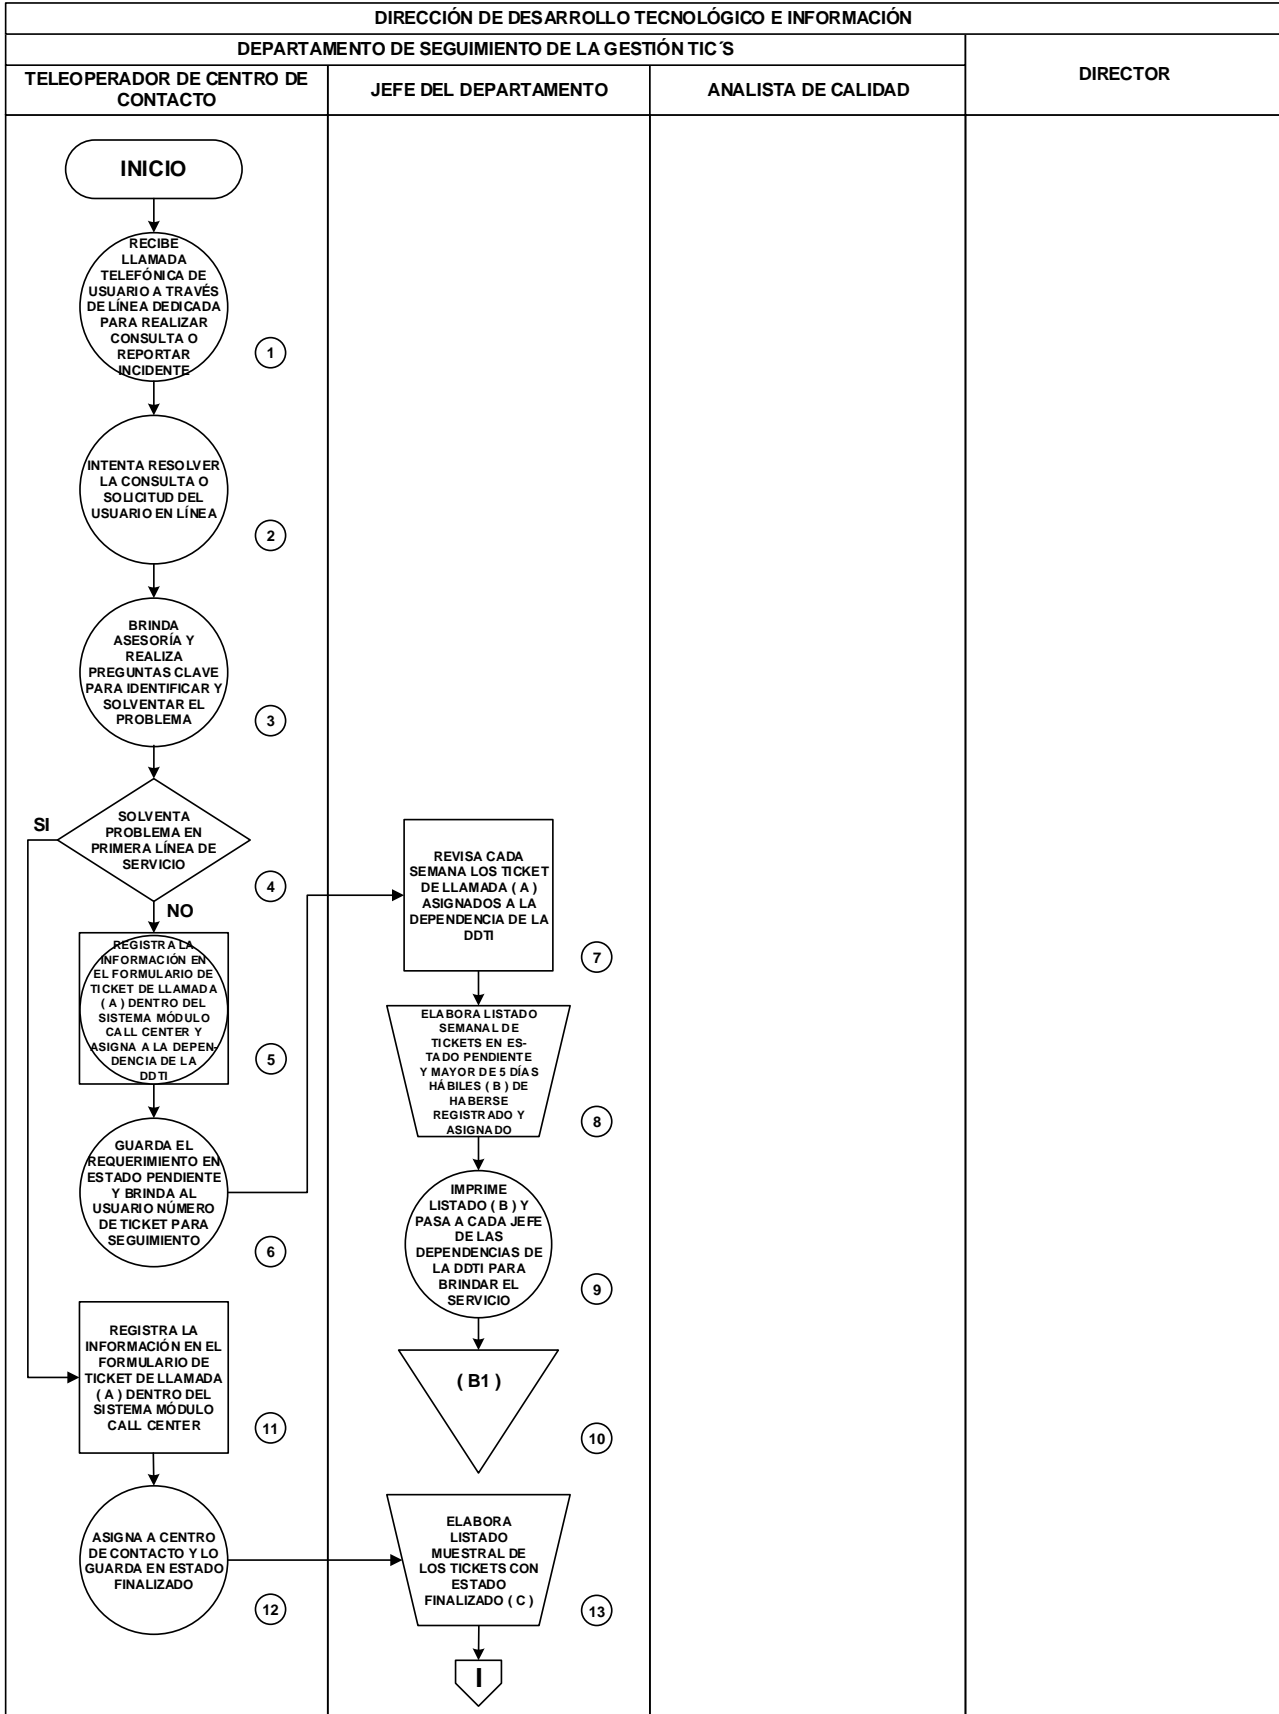 DIRECCIÓN DE DESARROLLO TECNOLÓGICO E INFORMACIÓN
DEPARTAMENTO DE SEGUIMIENTO DE LA GESTIÓN TIC´S
DIRECTOR
TELEOPERADOR DE CENTRO DE
CONTACTO
JEFE DEL DEPARTAMENTO
ANALISTA DE CALIDAD
INICIO
RECIBE
LLAMADA
TELEFÓNICA DE
USUARIO A TRAVÉS
DE LÍNEA DEDICADA
PARA REALIZAR
CONSULTA O
REPORTAR
INCIDENTE
1
INTENTA RESOLVER
LA CONSULTA O
SOLICITUD DEL
USUARIO EN LÍNEA
2
BRINDA
ASESORÍA Y
REALIZA
PREGUNTAS CLAVE
PARA IDENTIFICAR Y
SOLVENTAR EL
PROBLEMA
3
SOLVENTA
PROBLEMA EN
PRIMERA LÍNEA DE
SERVICIO
SI
4
NO
REGISTRA LA
INFORMACIÓN EN
EL FORMULARIO DE
TICKET DE LLAMADA
( A ) DENTRO DEL
SISTEMA MÓDULO
CALL CENTER Y
ASIGNA A LA DEPEN-
DENCIA DE LA
DDTI
5
GUARDA EL
REQUERIMIENTO EN
ESTADO PENDIENTE
Y BRINDA AL
USUARIO NÚMERO
DE TICKET PARA
SEGUIMIENTO
6
REVISA CADA
SEMANA LOS TICKET
DE LLAMADA ( A )
ASIGNADOS A LA
DEPENDENCIA DE LA
DDTI
7
ELABORA LISTADO
SEMANAL DE
TICKETS EN ES-
TADO PENDIENTE
Y MAYOR DE 5 DÍAS
HÁBILES ( B ) DE
HABERSE
REGISTRADO Y
ASIGNADO
8
IMPRIME
LISTADO ( B ) Y
PASA A CADA JEFE
DE LAS
DEPENDENCIAS DE
LA DDTI PARA
BRINDAR EL
SERVICIO
9
( B1 )
10
REGISTRA LA
INFORMACIÓN EN EL
FORMULARIO DE
TICKET DE LLAMADA
( A ) DENTRO DEL
SISTEMA MÓDULO
CALL CENTER
11
ASIGNA A CENTRO
DE CONTACTO Y LO
GUARDA EN ESTADO
FINALIZADO
12
ELABORA
LISTADO
MUESTRAL DE
LOS TICKETS CON
ESTADO
FINALIZADO ( C )
13
I